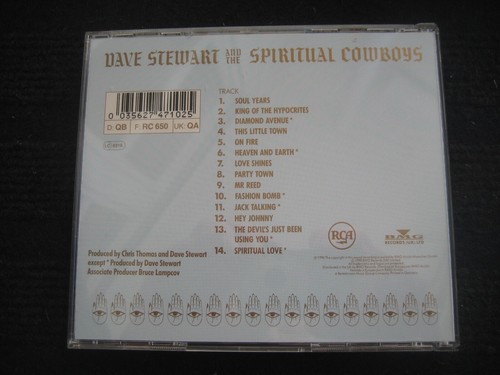 DAVE STEWART AND THE SPIRITUAL COWBOYS
TRACK
1. SOUL YEARS
2. KING OF THE HYPOCRITES
3. DIAMOND AVENUE *
4. THIS LITTLE TOWN
5. ON FIRE
6. HEAVEN AND EARTH *
7. LOVE SHINES
8. PARTY TOWN
9. MR REED
10. FASHION BOMB *
11. JACK TALKING *
12. HEY JOHNNY
13. THE DEVIL'S JUST BEEN
USING YOU *
14. SPIRITUAL LOVE *
0 035627 471025
D: QB F: RC 650 UK: QA
Produced by Chris Thomas and Dave Stewart
except * Produced by Dave Stewart
Associate Producer Bruce Lampcov
RCA
BMG
RECORDS (UK) LTD